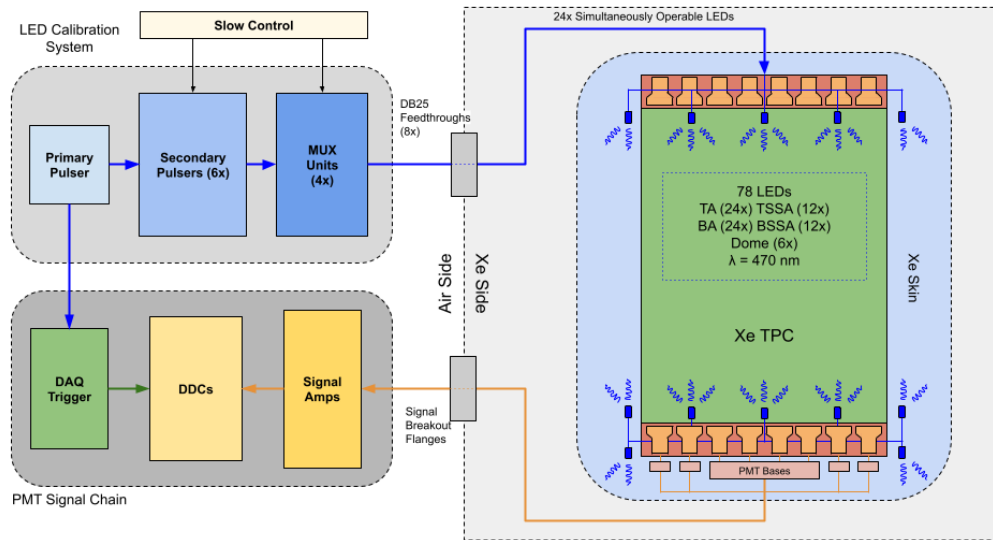 LED Calibration
System
Slow Control
24x Simultaneously Operable LEDs
Primary
Pulser
Secondary
Pulsers (6x)
MUX
Units
(4x)
DB25
Feedthroughs
(8x)
Air Side
Xe Side
78 LEDs
TA (24x) TSSA (12x)
BA (24x) BSSA (12x)
Dome (6x)
λ = 470 nm
Xe TPC
Xe Skin
DAQ
Trigger
DDCs
Signal
Amps
Signal
Breakout
Flanges
PMT Bases
PMT Signal Chain